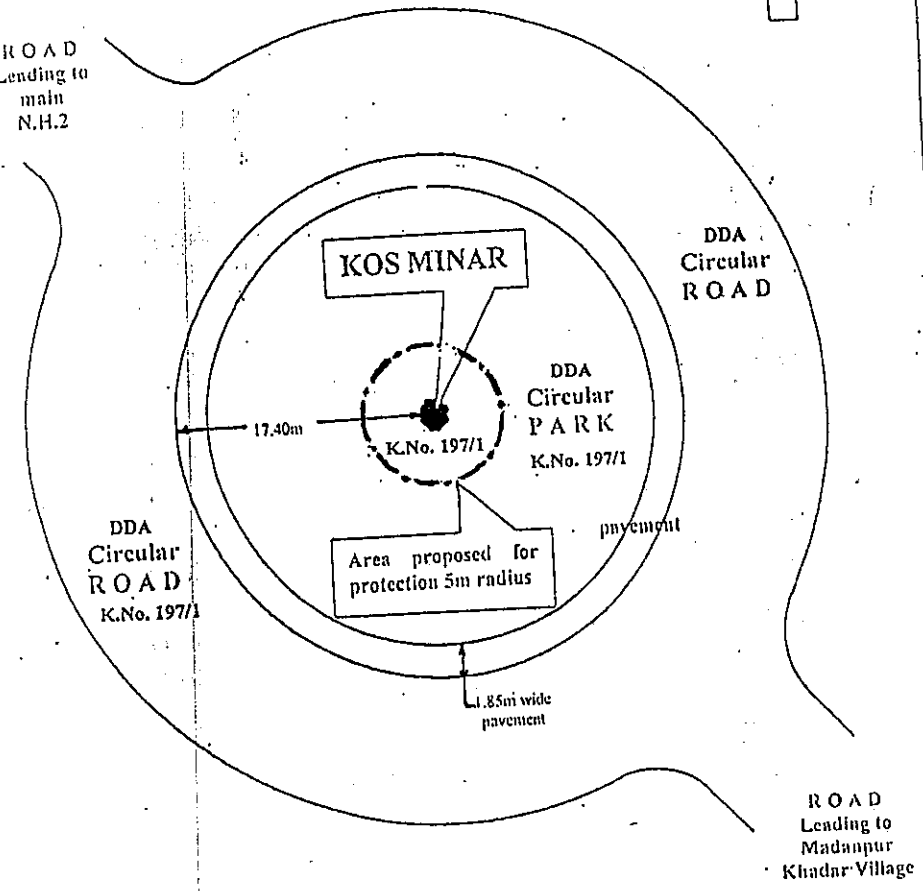 ROAD
Lending to
main
N.H.2
KOS MINAR
DDA
Circular
ROAD
DDA
Circular
PARK
K.No. 197/1
17.40m
K.No. 197/1
pavement
Area proposed for
protection 5m radius
DDA
Circular
ROAD
K.No. 197/1
1.85m wide
pavement
ROAD
Leading to
Madanpur
Khadar Village